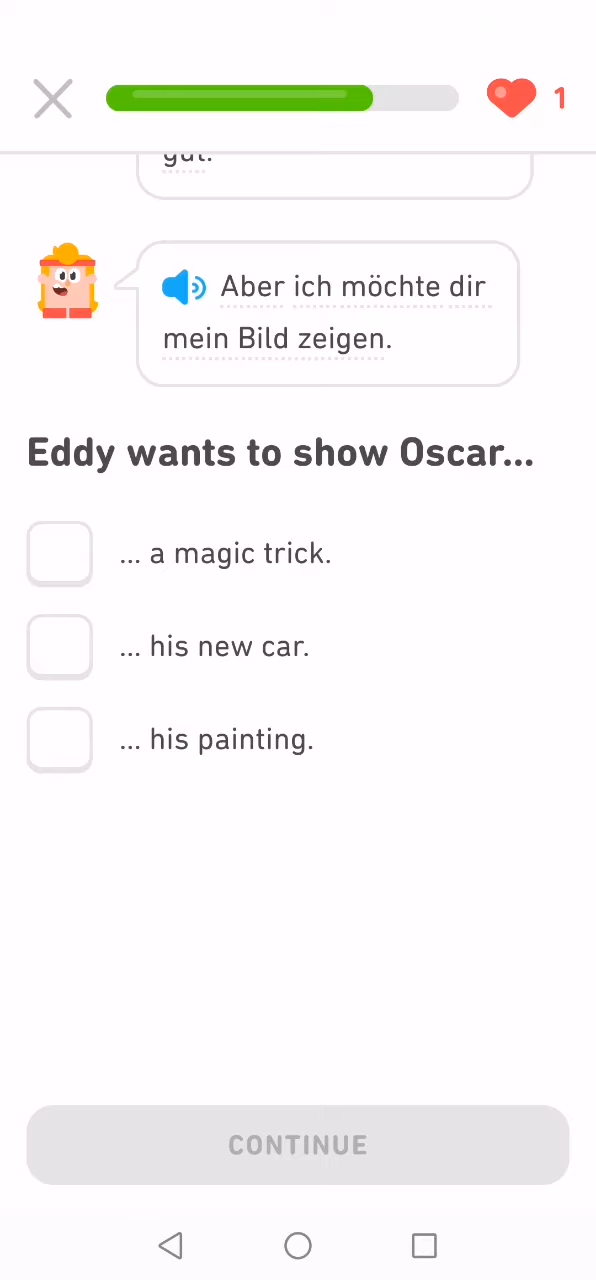 1
gut.
Aber ich möchte dir
mein Bild zeigen.
Eddy wants to show Oscar...
... a magic trick.
... his new car.
... his painting.
CONTINUE